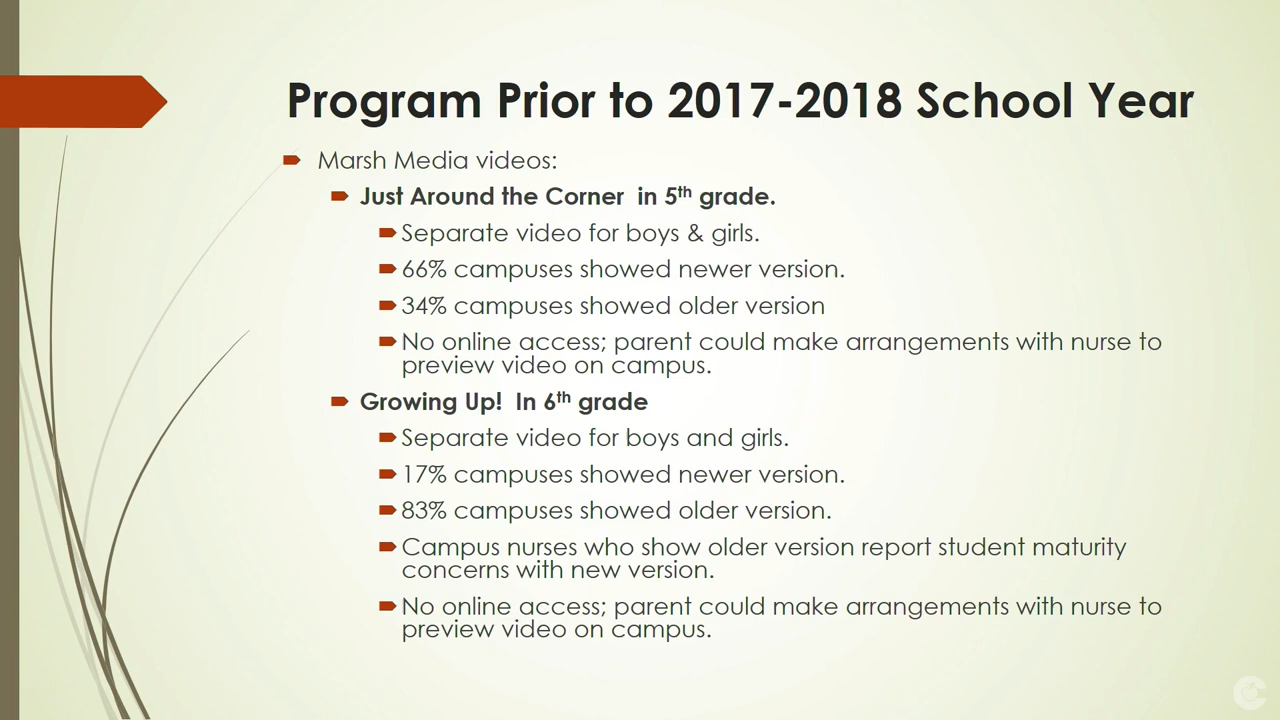 Program Prior to 2017-2018 School Year
Marsh Media videos:
Just Around the Corner in 5th grade.
Separate video for boys & girls.
66% campuses showed newer version.
34% campuses showed older version
No online access; parent could make arrangements with nurse to
preview video on campus.
Growing Up! In 6th grade
Separate video for boys and girls.
17% campuses showed newer version.
83% campuses showed older version.
Campus nurses who show older version report student maturity
concerns with new version.
No online access; parent could make arrangements with nurse to
preview video on campus.